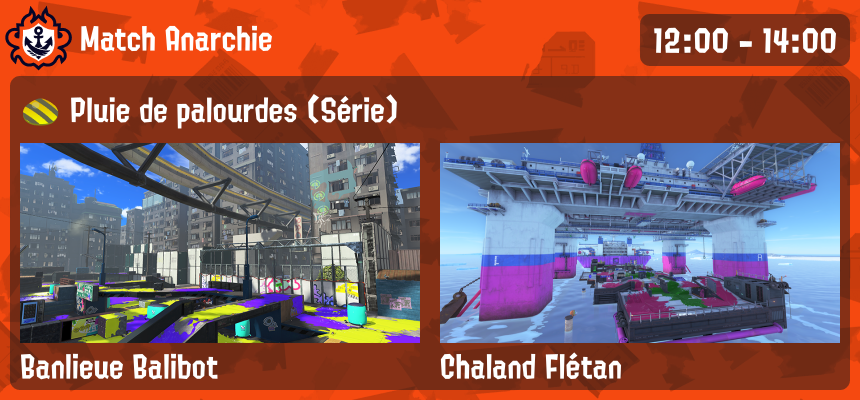 Match Anarchie
12:00 - 14:00
Pluie de palourdes (Série)
Banlieue Balibot
Chaland Flétan